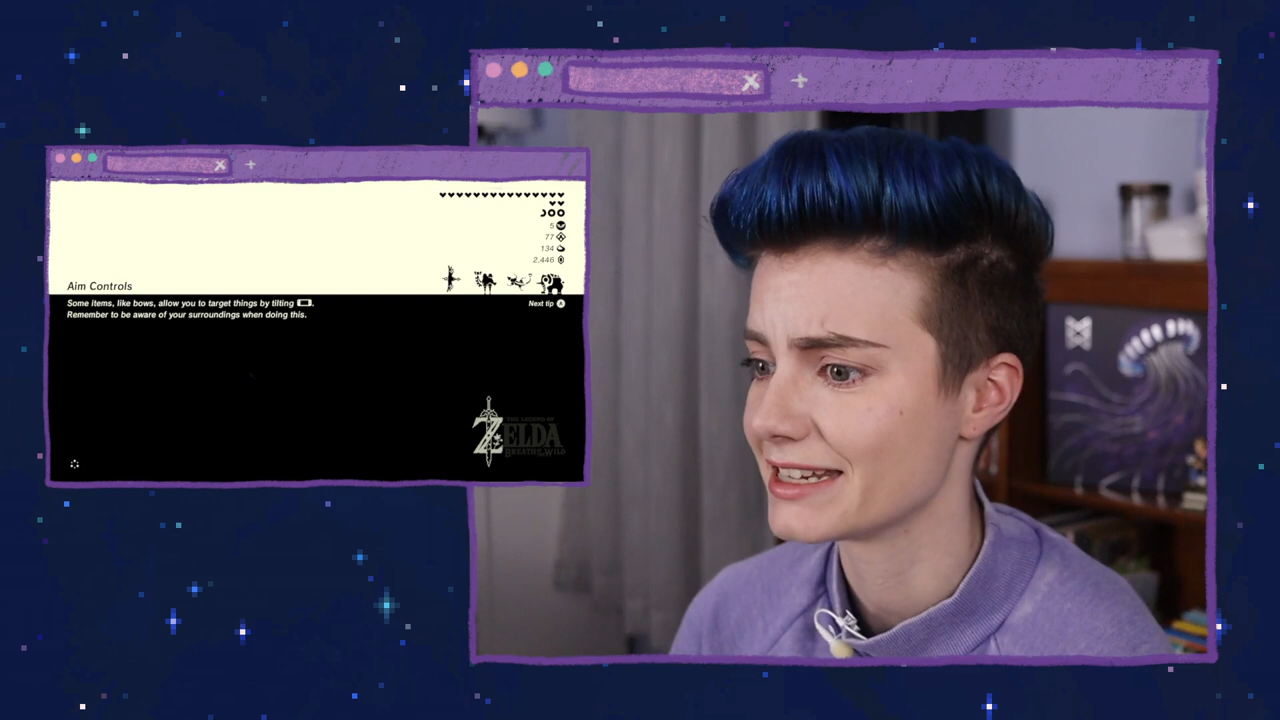 5
77
134
2,446
Aim Controls
Some items, like bows, allow you to target things by tilting .
Remember to be aware of your surroundings when doing this.
Next tip A
THE LEGEND OF
ZELDA
BREATH OF THE WILD